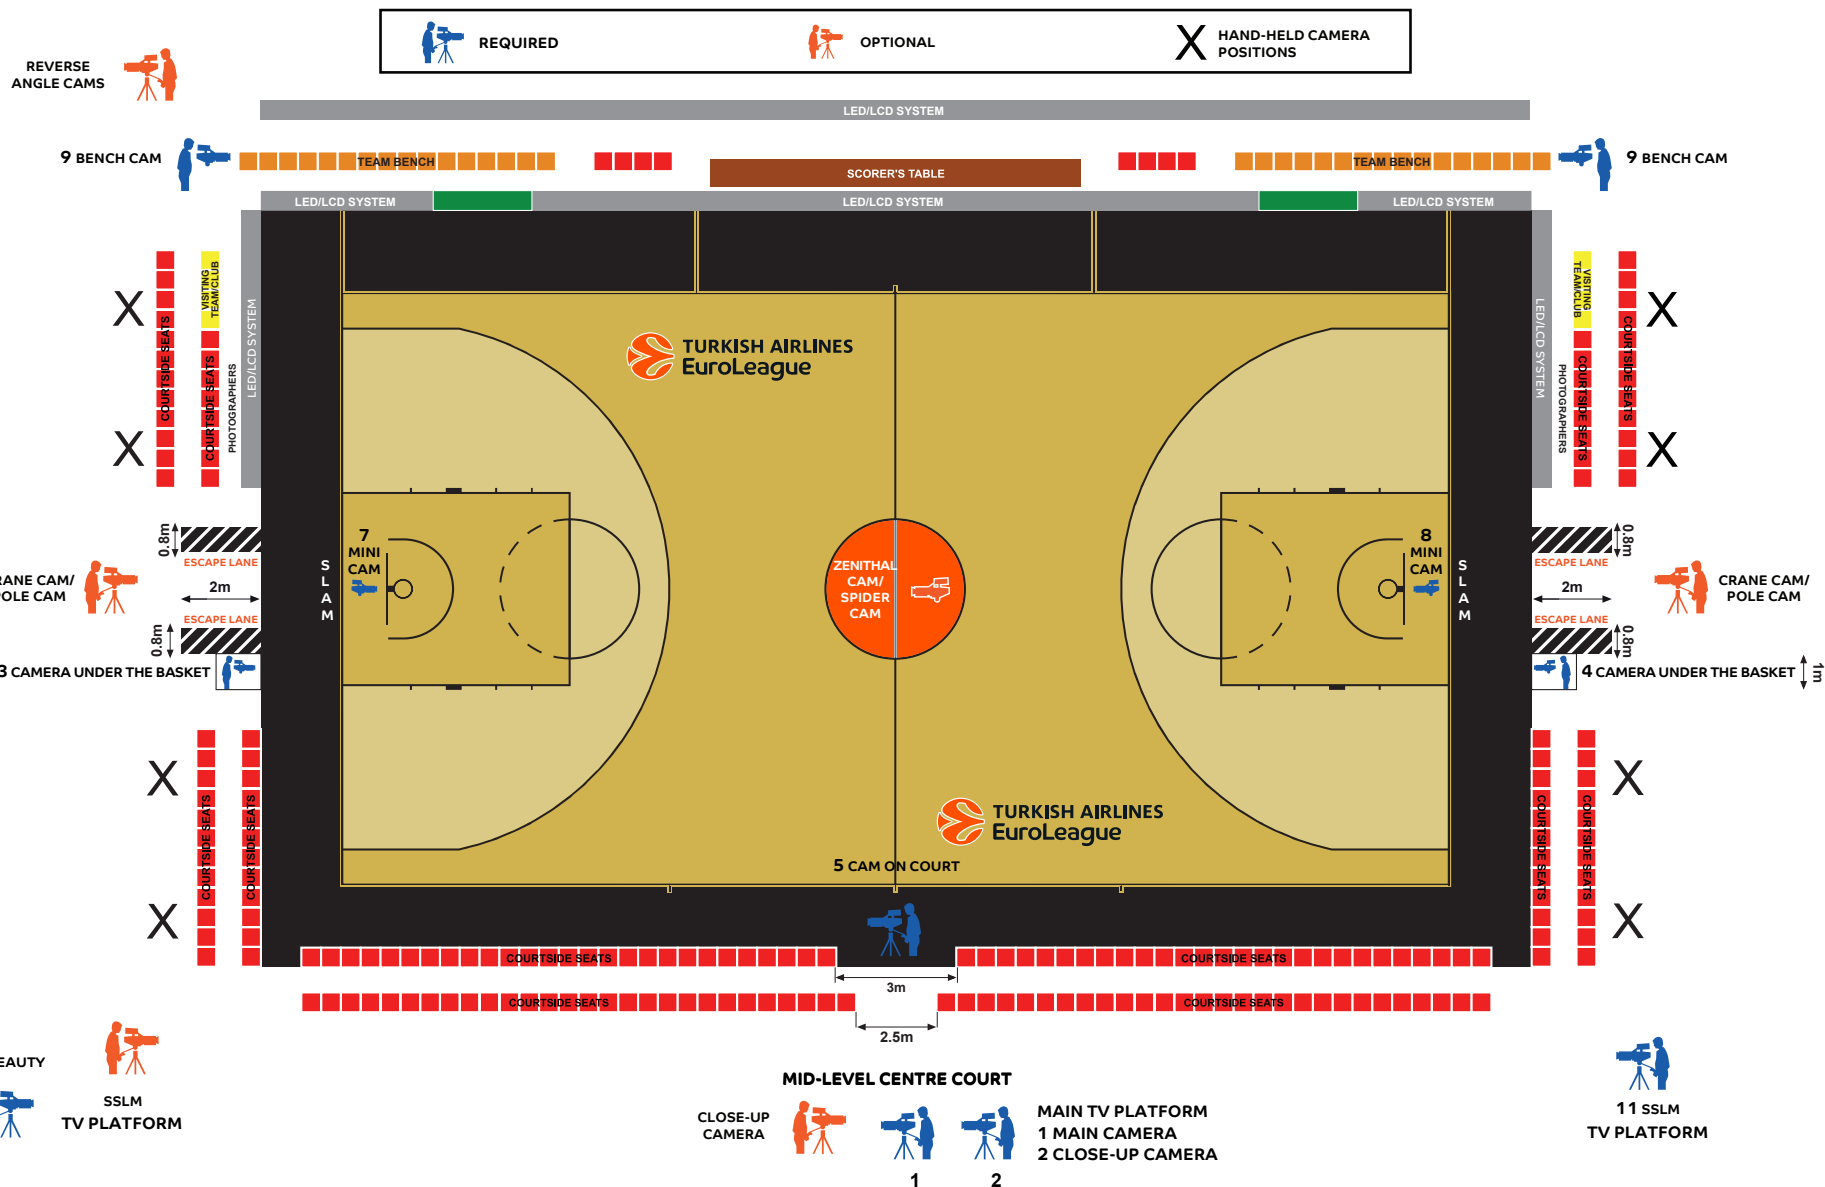 REQUIRED
OPTIONAL
HAND-HELD CAMERA
POSITIONS
REVERSE
ANGLE CAMS
LED/LCD SYSTEM
9 BENCH CAM
TEAM BENCH
SCORER'S TABLE
TEAM BENCH
9 BENCH CAM
LED/LCD SYSTEM
LED/LCD SYSTEM
LED/LCD SYSTEM
X
COURTSIDE SEATS
VISITING
TEAM/CLUB
COURTSIDE SEATS
PHOTOGRAPHERS
LED/LCD SYSTEM
X
TURKISH AIRLINES
EuroLeague
LED/LCD SYSTEM
PHOTOGRAPHERS
VISITING
TEAM/CLUB
COURTSIDE SEATS
COURTSIDE SEATS
X
X
0.8m
ESCAPE LANE
RANE CAM/
POLE CAM
2m
ESCAPE LANE
0.8m
3 CAMERA UNDER THE BASKET
SLAM
7
MINI
CAM
ZENITHAL
CAM/
SPIDER
CAM
8
MINI
CAM
SLAM
0.8m
ESCAPE LANE
2m
CRANE CAM/
POLE CAM
ESCAPE LANE
0.8m
4 CAMERA UNDER THE BASKET
1m
X
COURTSIDE SEATS
COURTSIDE SEATS
X
TURKISH AIRLINES
EuroLeague
5 CAM ON COURT
COURTSIDE SEATS
COURTSIDE SEATS
X
X
COURTSIDE SEATS
COURTSIDE SEATS
3m
COURTSIDE SEATS
COURTSIDE SEATS
2.5m
EAUTY
SSLM
TV PLATFORM
MID-LEVEL CENTRE COURT
CLOSE-UP
CAMERA
MAIN TV PLATFORM
1 MAIN CAMERA
2 CLOSE-UP CAMERA
1
2
11 SSLM
TV PLATFORM